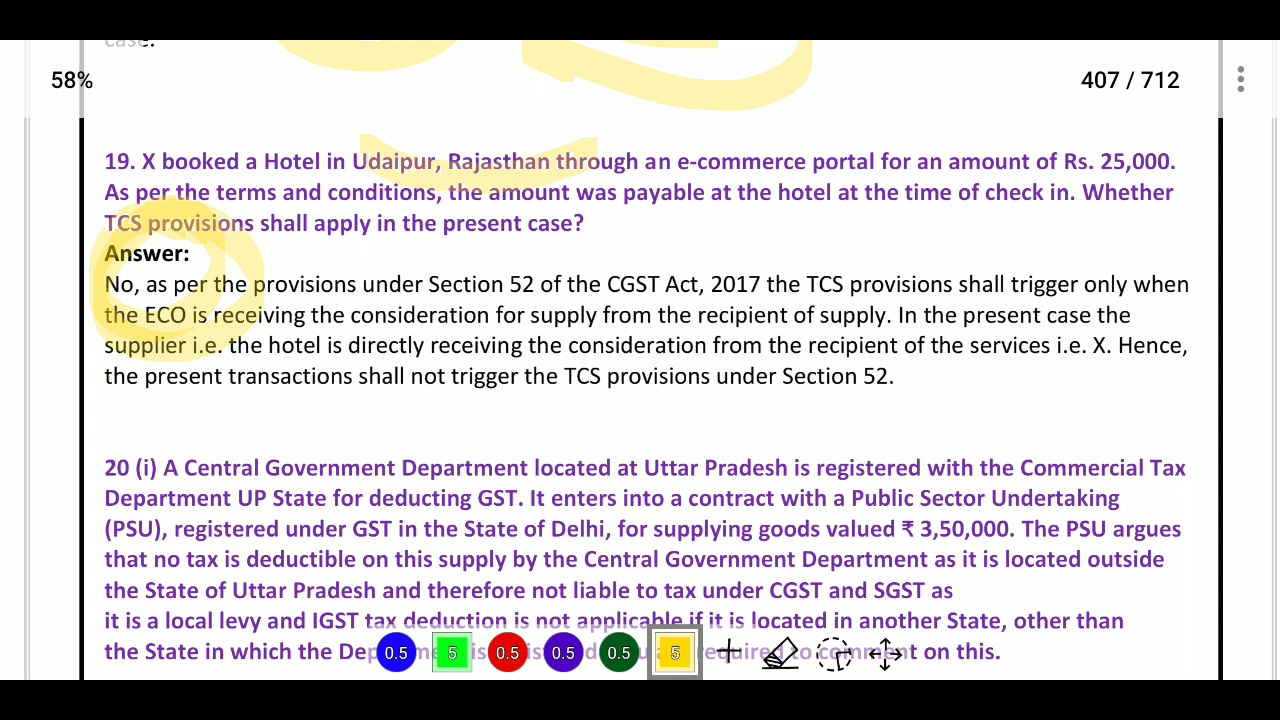 case.
58%
407 / 712
19. X booked a Hotel in Udaipur, Rajasthan through an e-commerce portal for an amount of Rs. 25,000.
As per the terms and conditions, the amount was payable at the hotel at the time of check in. Whether
TCS provisions shall apply in the present case?
Answer:
No, as per the provisions under Section 52 of the CGST Act, 2017 the TCS provisions shall trigger only when
the ECO is receiving the consideration for supply from the recipient of supply. In the present case the
supplier i.e. the hotel is directly receiving the consideration from the recipient of the services i.e. X. Hence,
the present transactions shall not trigger the TCS provisions under Section 52.
20 (i) A Central Government Department located at Uttar Pradesh is registered with the Commercial Tax
Department UP State for deducting GST. It enters into a contract with a Public Sector Undertaking
(PSU), registered under GST in the State of Delhi, for supplying goods valued ₹ 3,50,000. The PSU argues
that no tax is deductible on this supply by the Central Government Department as it is located outside
the State of Uttar Pradesh and therefore not liable to tax under CGST and SGST as
it is a local levy and IGST tax deduction is not applicable if it is located in another State, other than
the State in which the required to comment on this.
0.5 5 0.5 0.5 0.5 5